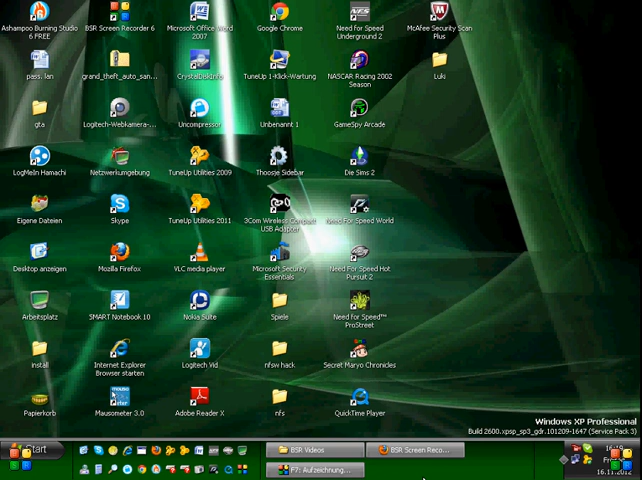 Ashampoo Burning Studio 6 FREE
BSR Screen Recorder 6
Microsoft Office Word 2007
Google Chrome
Need for Speed Underground 2
McAfee Security Scan Plus
pass. lan
grand_theft_auto_san...
CrystalDiskInfo
TuneUp 1-Klick-Wartung
NASCAR Racing 2002 Season
Luki
gta
Logitech-Webkamera-...
Uncompressor
Unbenannt 1
GameSpy Arcade
LogMeIn Hamachi
Netzwerkumgebung
TuneUp Utilities 2009
Thoosje Sidebar
Die Sims 2
Eigene Dateien
Skype
TuneUp Utilities 2011
3Com Wireless Compact USB Adapter
Need For Speed World
Desktop anzeigen
Mozilla Firefox
VLC media player
Microsoft Security Essentials
Need For Speed Hot Pursuit 2
Arbeitsplatz
SMART Notebook 10
Nokia Suite
Spiele
Need for Speed™ ProStreet
install
Internet Explorer Browser starten
Logitech Vid
nfsw hack
Secret Maryo Chronicles
Papierkorb
Mausometer 3.0
Adobe Reader X
nfs
QuickTime Player
Windows XP Professional
Build 2600.xpsp_sp3_gdr.101209-1647 (Service Pack 3)
Start
BSR Videos
BSR Screen Reco...
F7: Aufzeichnung...
16:19
16.11.2012